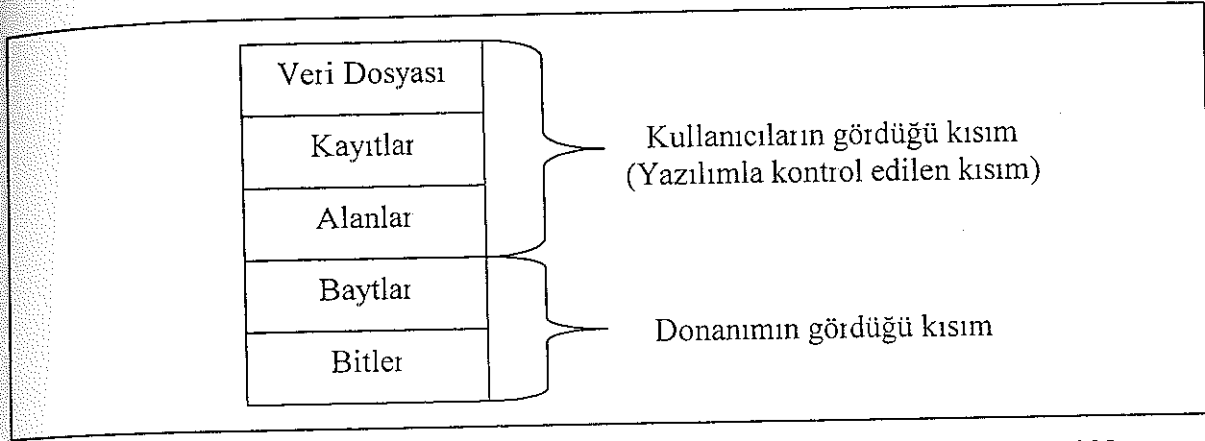 Veri Dosyası
Kayıtlar
Alanlar
Baytlar
Bitler
Kullanıcıların gördüğü kısım
(Yazılımla kontrol edilen kısım)
Donanımın gördüğü kısım